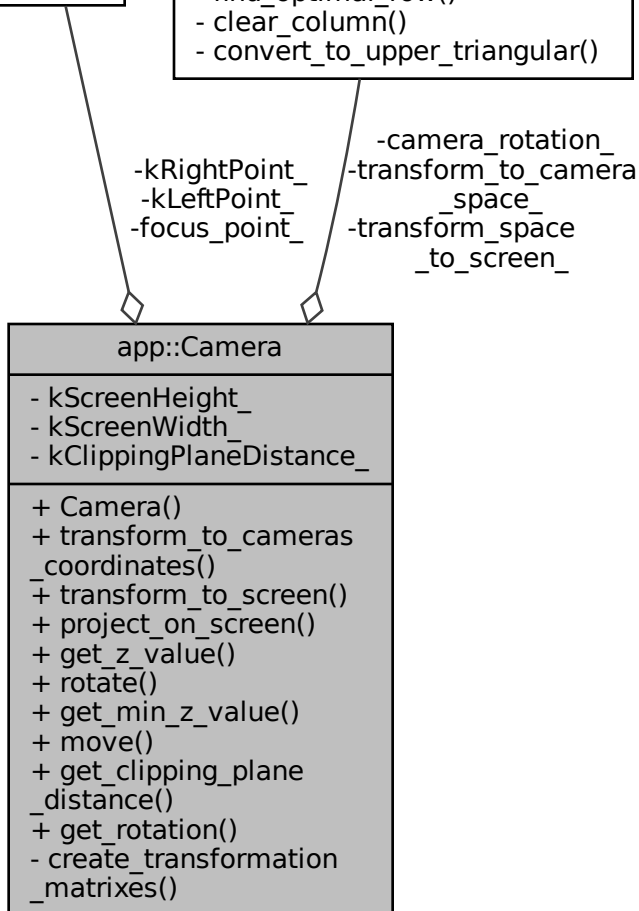 - clear_column()
- convert_to_upper_triangular()
-kRightPoint_
-kLeftPoint_
-focus_point_
-camera_rotation_
-transform_to_camera
_space_
-transform_space
_to_screen_
app::Camera
- kScreenHeight_
- kScreenWidth_
- kClippingPlaneDistance_
+ Camera()
+ transform_to_cameras
_coordinates()
+ transform_to_screen()
+ project_on_screen()
+ get_z_value()
+ rotate()
+ get_min_z_value()
+ move()
+ get_clipping_plane
_distance()
+ get_rotation()
- create_transformation
_matrixes()